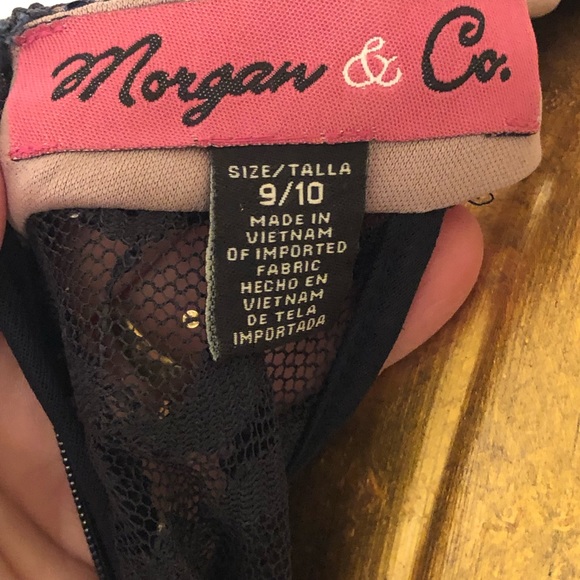 Morgan & Co.
SIZE/TALLA
9/10
MADE IN
VIETNAM
OF IMPORTED
FABRIC
HECHO EN
VIETNAM
DE TELA
IMPORTADA